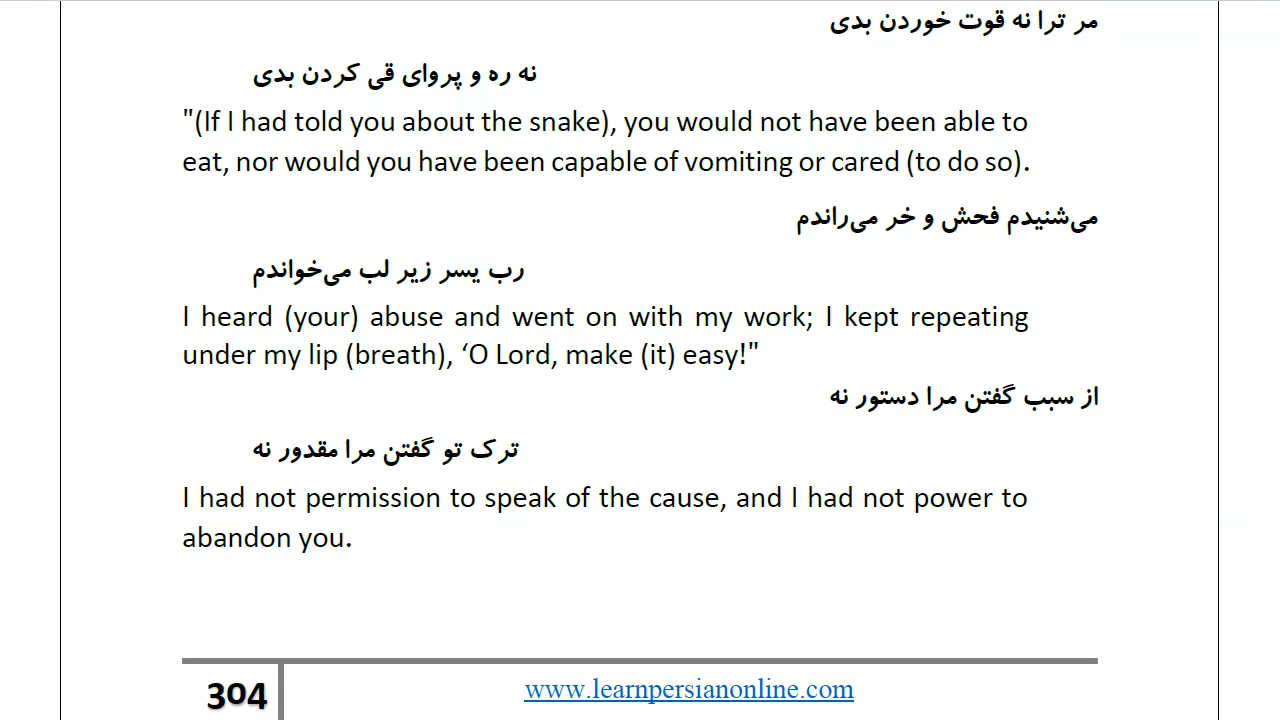 مر ترا نه قوت خوردن بدی
نه ره و پروای قی کردن بدی
"(If I had told you about the snake), you would not have been able to
eat, nor would you have been capable of vomiting or cared (to do so).
می‌شنیدم فحش و خر می‌راندم
رب یسر زیر لب می‌خواندم
I heard (your) abuse and went on with my work; I kept repeating
under my lip (breath), ‘O Lord, make (it) easy!"
از سبب گفتن مرا دستور نه
ترک تو گفتن مرا مقدور نه
I had not permission to speak of the cause, and I had not power to
abandon you.
304
www.learnpersianonline.com